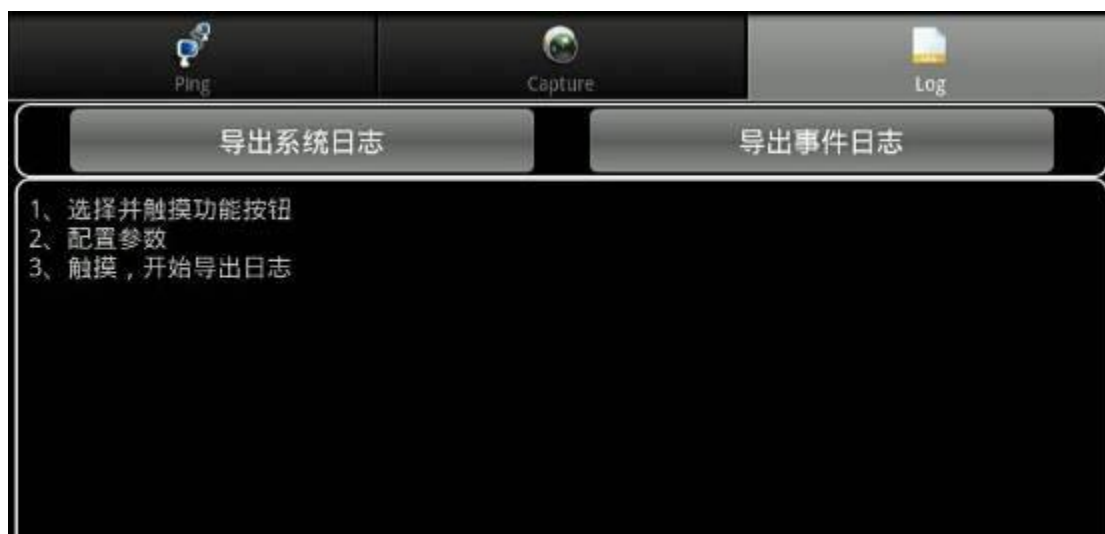 Ping
Capture
Log
导出系统日志
导出事件日志
1、选择并触摸功能按钮
2、配置参数
3、触摸，开始导出日志